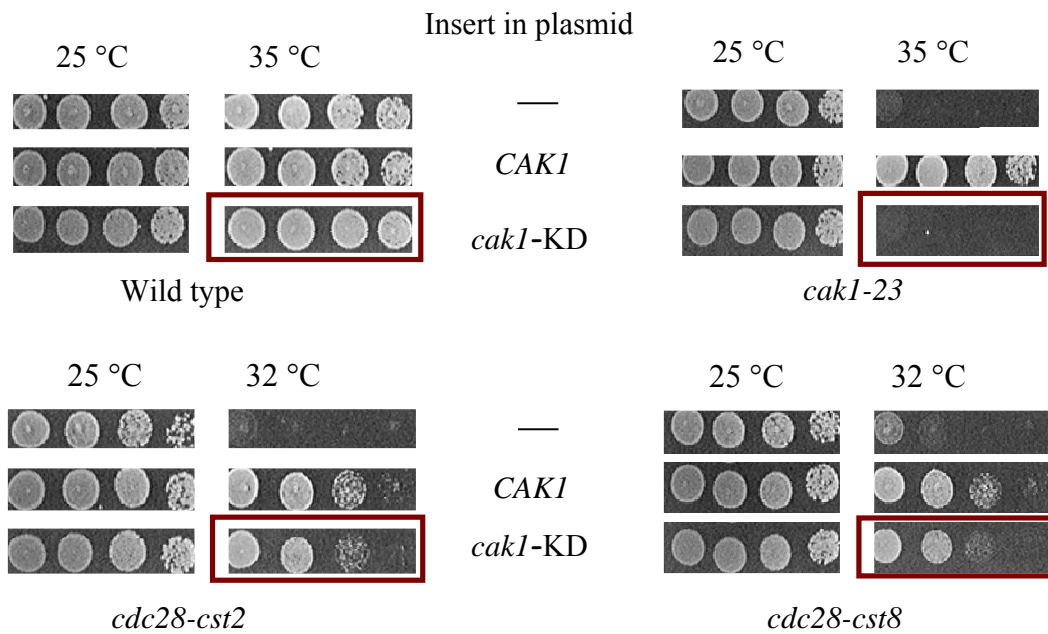 Insert in plasmid
25 °C 35 °C 25 °C 35 °C
—
CAK1
cak1-KD
Wild type cak1-23
25 °C 32 °C 25 °C 32 °C
—
CAK1
cak1-KD
cdc28-cst2 cdc28-cst8